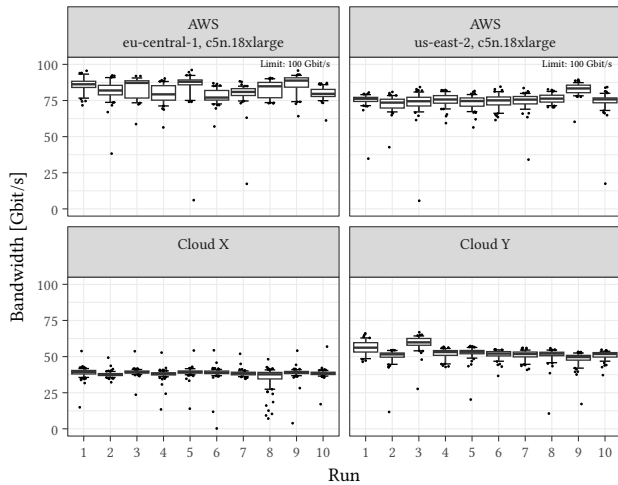 AWS
eu-central-1, c5n.18xlarge
AWS
us-east-2, c5n.18xlarge
Limit: 100 Gbit/s
Limit: 100 Gbit/s
100
75
50
25
0
Cloud X
Cloud Y
100
75
50
25
0
1 2 3 4 5 6 7 8 9 10
1 2 3 4 5 6 7 8 9 10
Run
Bandwidth [Gbit/s]